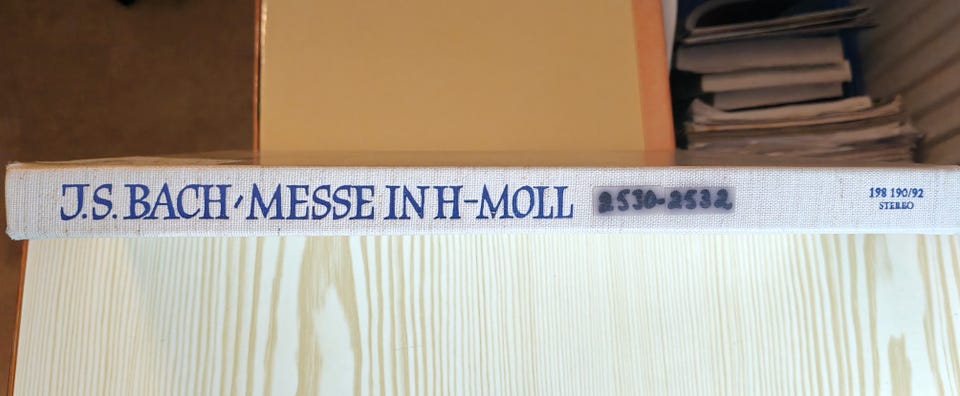 J.S. BACH · MESSE IN H-MOLL
2530-2532
198 190/92
STEREO